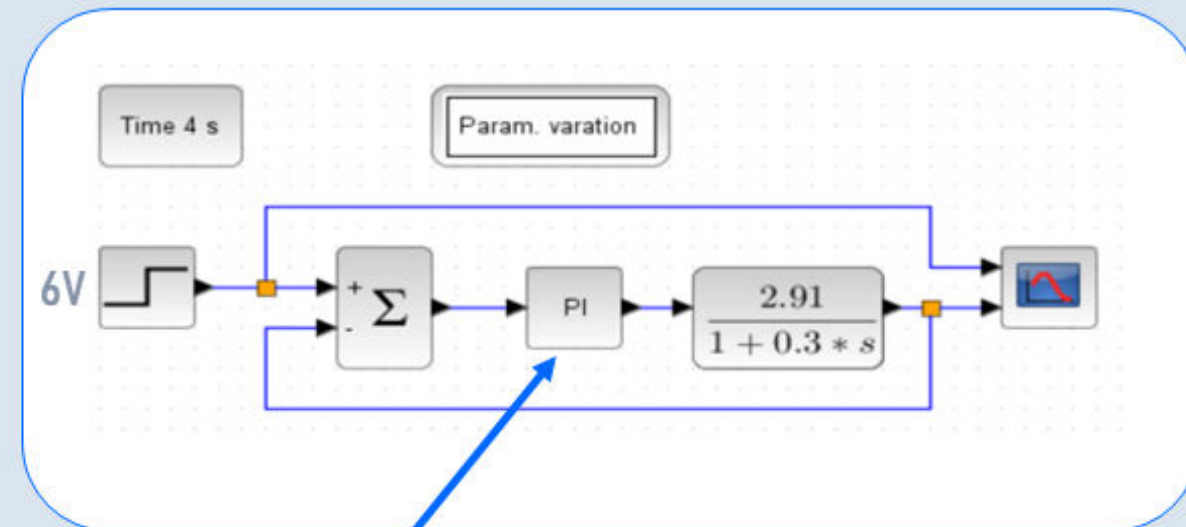 Time 4 s
Param. varation
6V
+
-
Σ
PI
2.91
1 + 0.3 * s